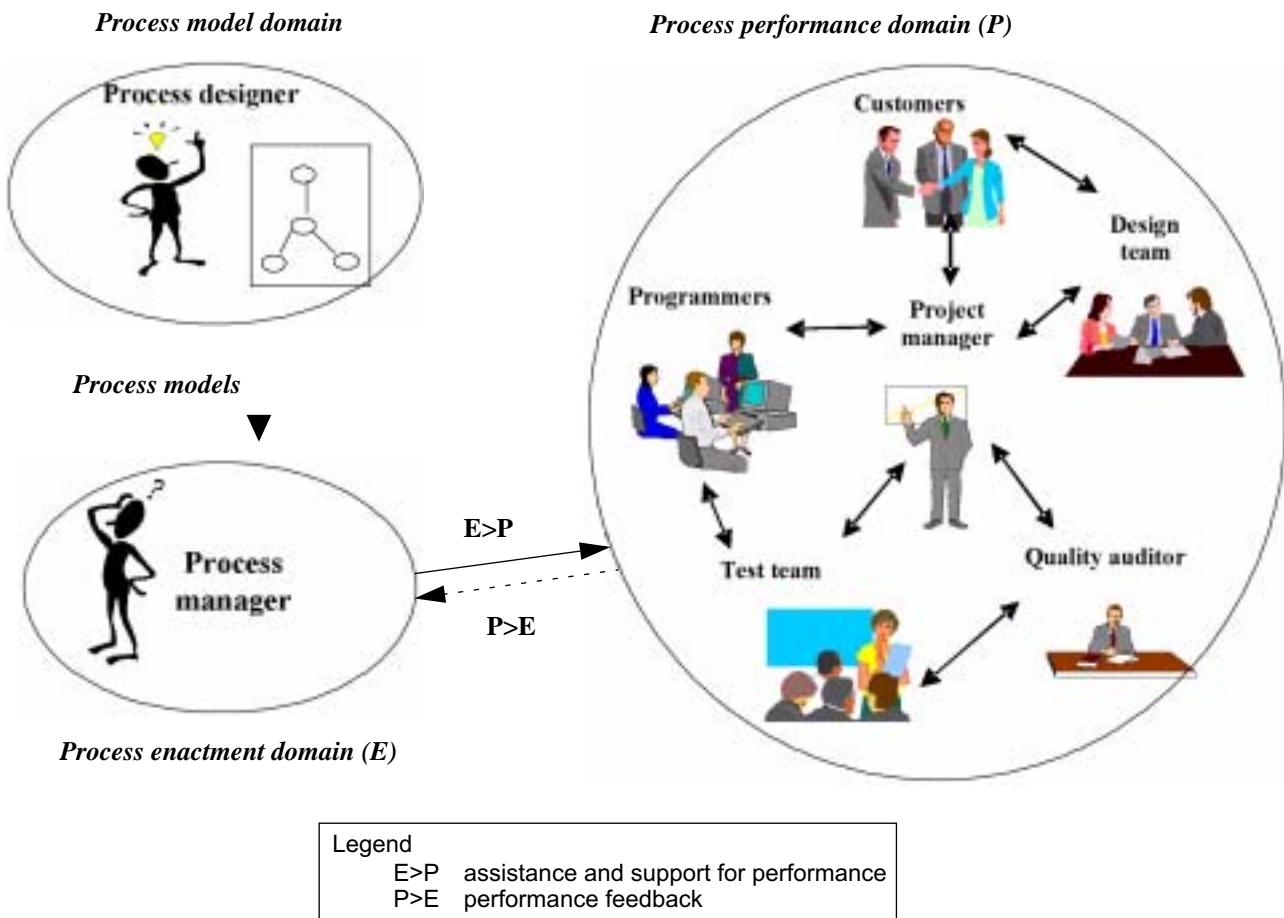 Process model domain
Process performance domain (P)
Process designer
Customers
Design
team
Programmers
Project
manager
Process models
?
Process
manager
E>P
P>E
Test team
Quality auditor
Process enactment domain (E)
Legend
E>P assistance and support for performance
P>E performance feedback